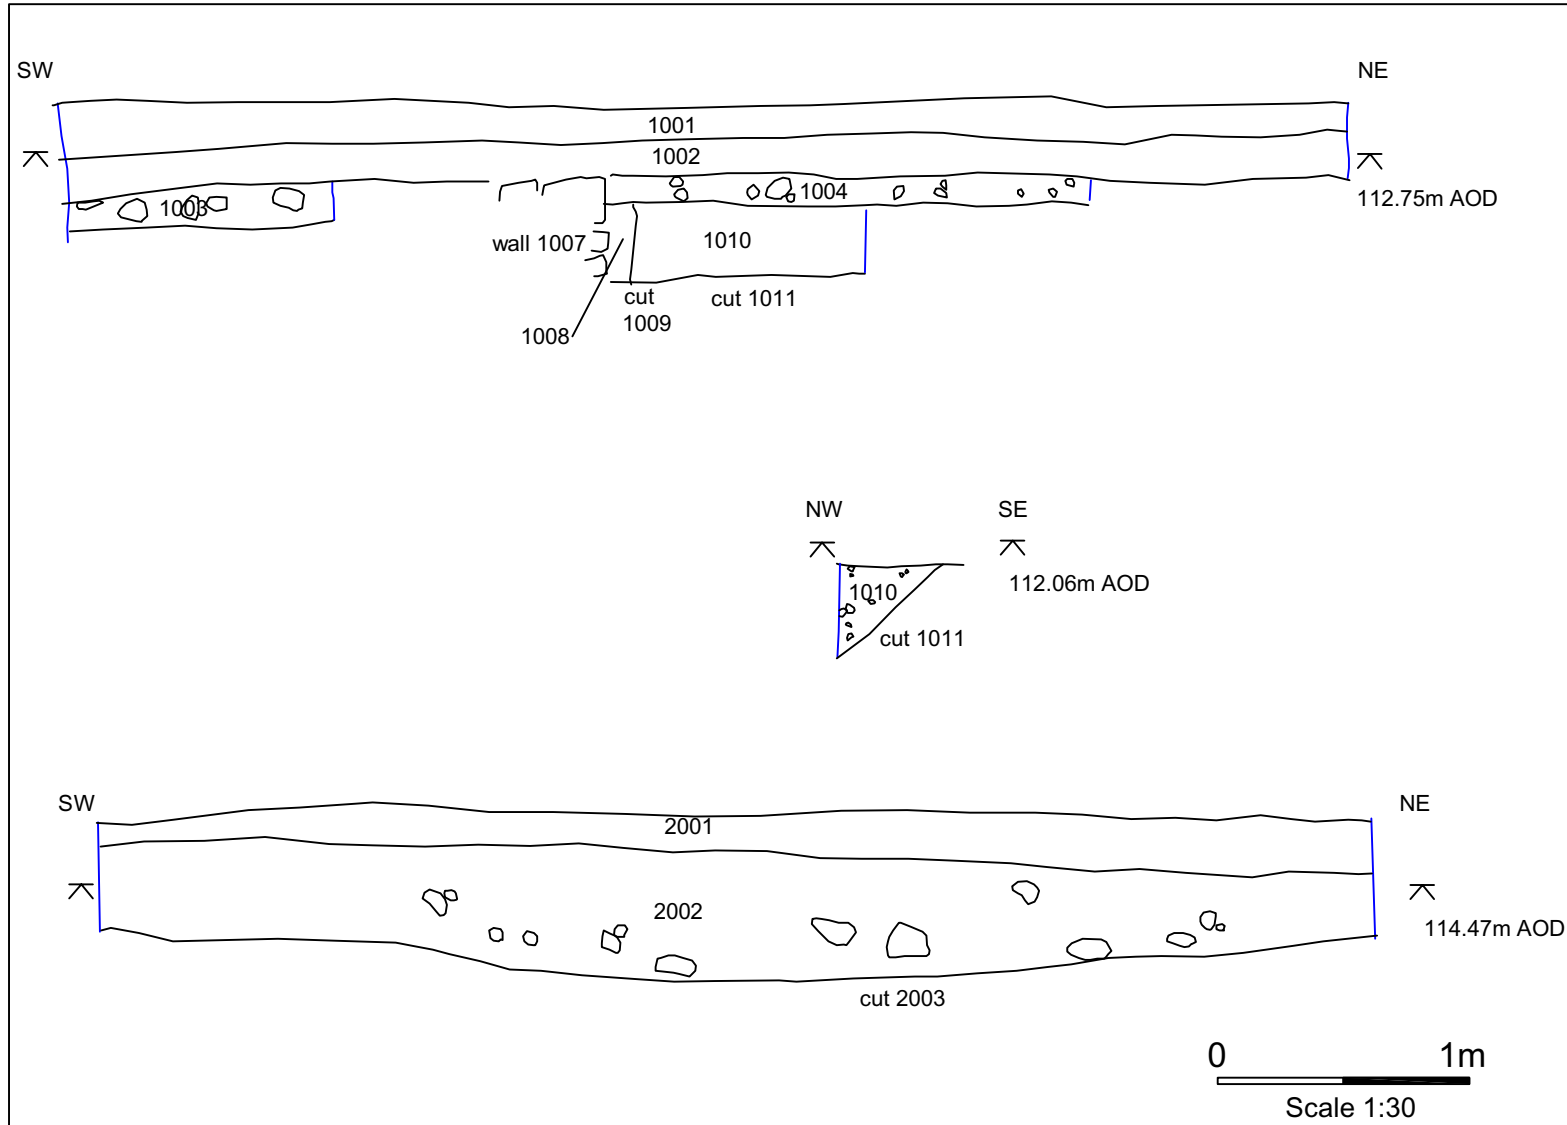 SW
NE
1001
1002
112.75m AOD
1003
1004
wall 1007
1010
cut
1009
cut 1011
1008
NW
SE
1010
112.06m AOD
cut 1011
SW
NE
2001
2002
114.47m AOD
cut 2003
0
1m
Scale 1:30